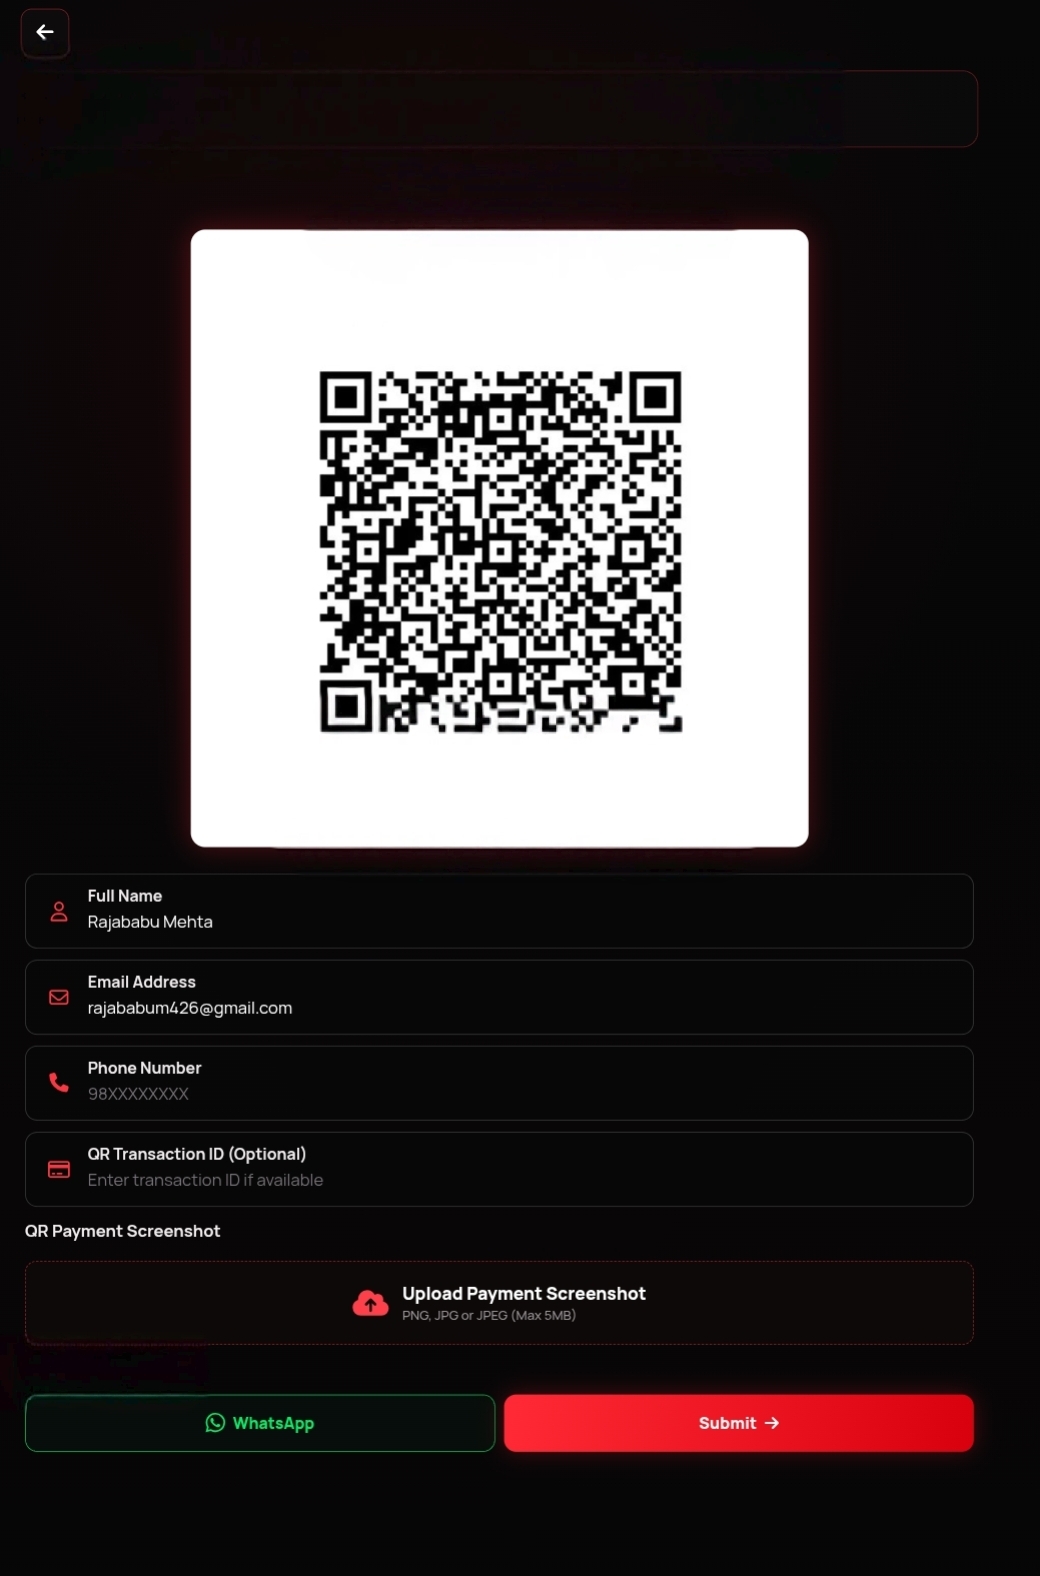 Full Name
Rajababu Mehta
Email Address
rajababum426@gmail.com
Phone Number
98XXXXXXXX
QR Transaction ID (Optional)
Enter transaction ID if available
QR Payment Screenshot
Upload Payment Screenshot
PNG, JPG or JPEG (Max 5MB)
WhatsApp
Submit →